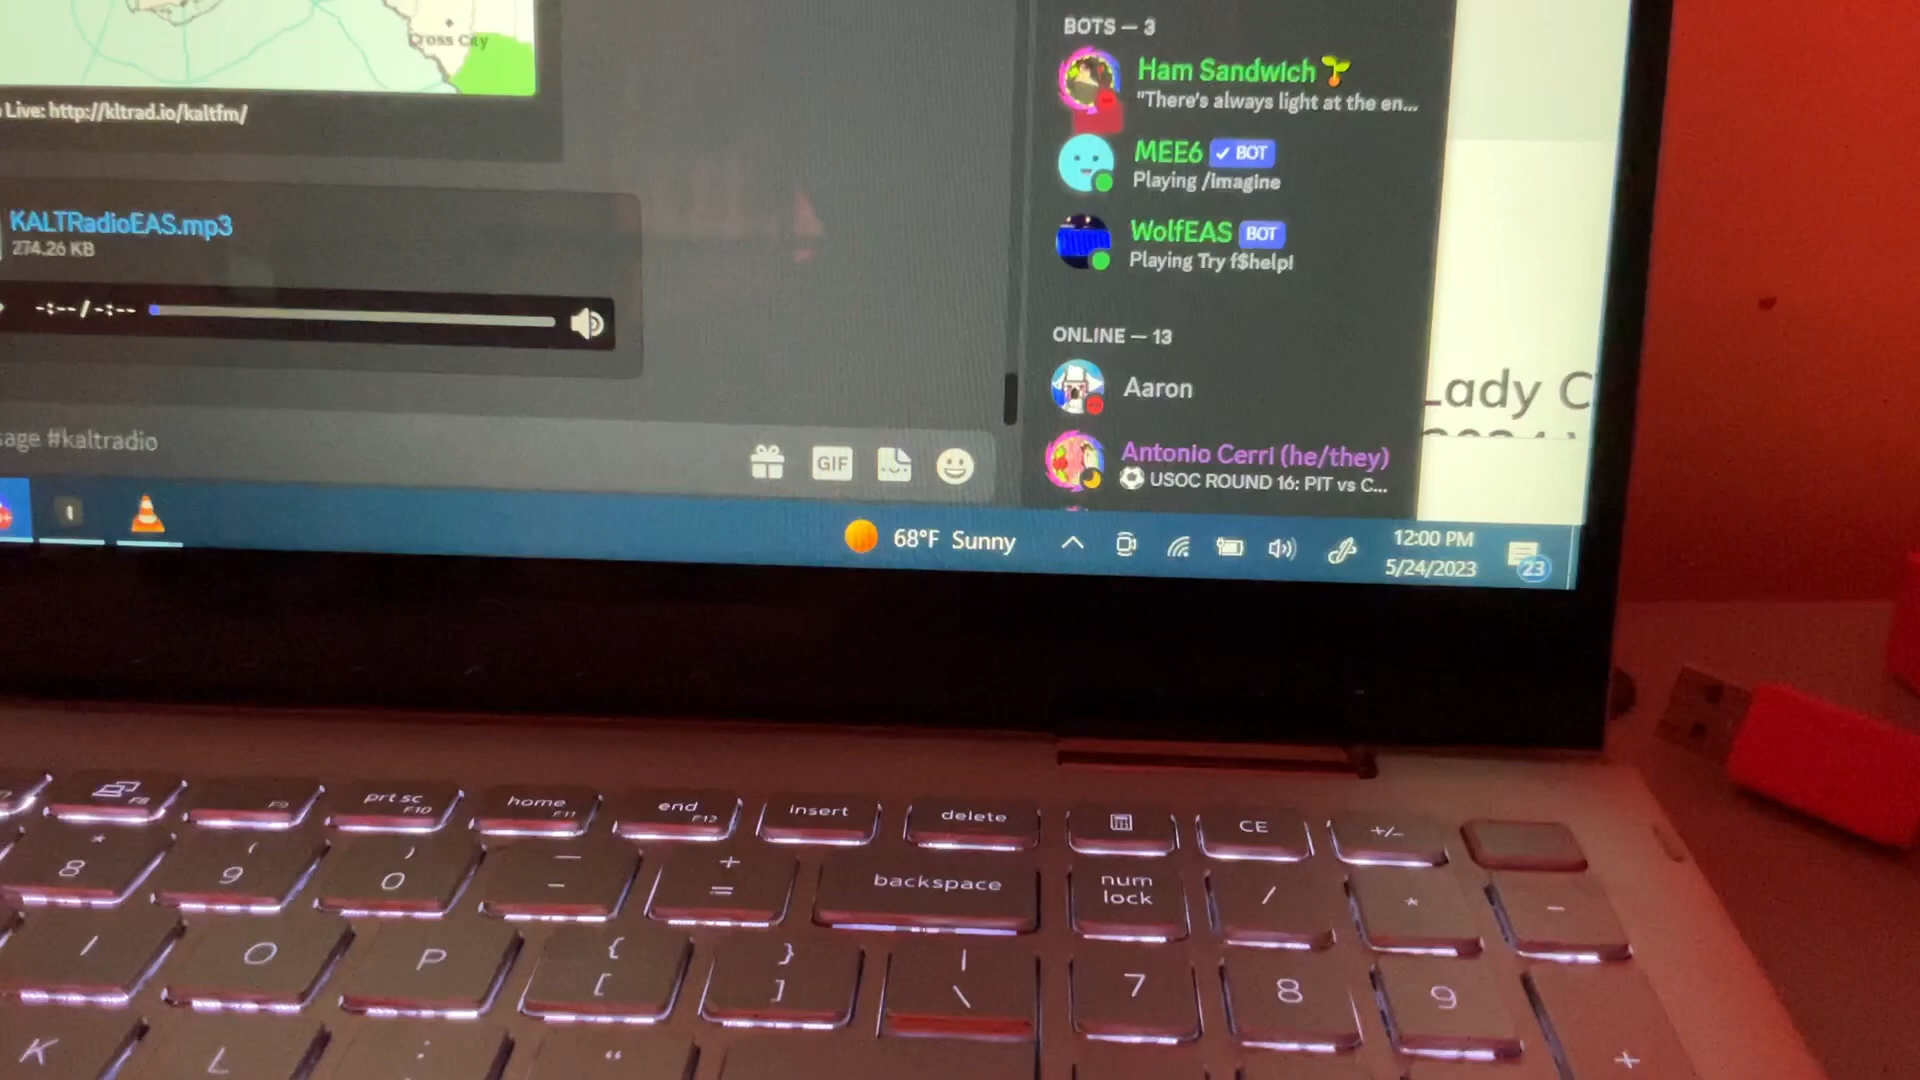 Cross City
Live: http://kltrad.io/kaltfm/
KALTRadioEAS.mp3
274.26 KB
-:--/-:--
sage #kaltradio
GIF
BOTS — 3
Ham Sandwich
"There's always light at the en...
MEE6 ✓ BOT
Playing /imagine
WolfEAS BOT
Playing Try f$help!
ONLINE — 13
Aaron
Antonio Cerri (he/they)
USOC ROUND 16: PIT vs C...
Lady C
68°F Sunny
12:00 PM
5/24/2023
23
F8
F9
prt sc F10
home F11
end F12
insert
delete
CE
+/-
* 8
( 9
) 0
— -
+ =
backspace
num lock
/
*
-
I
O
P
{ [
} ]
| \
7
8
9
+
K
L
:
"